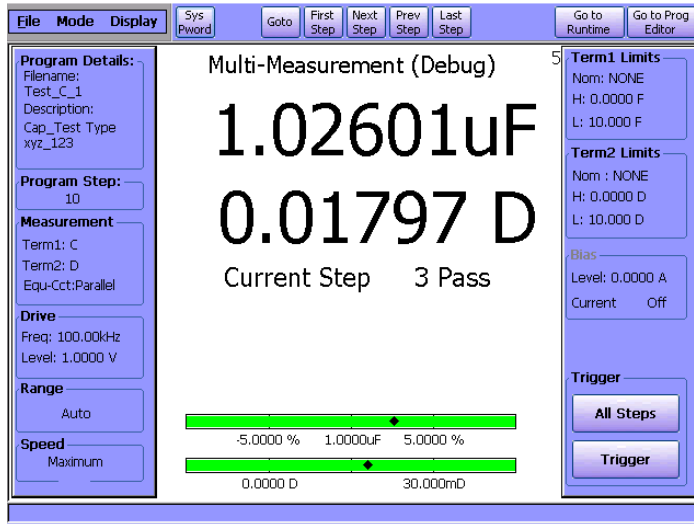 File Mode Display
Sys Pword
Goto
First Step
Next Step
Prev Step
Last Step
Go to Runtime
Go to Prog Editor
Program Details:
Filename:
Test_C_1
Description:
Cap_Test Type
xyz_123
Program Step:
10
Measurement
Term1: C
Term2: D
Equ-Cct:Parallel
Drive
Freq: 100.00kHz
Level: 1.0000 V
Range
Auto
Speed
Maximum
Multi-Measurement (Debug)
5
1.02601uF
0.01797 D
Current Step 3 Pass
-5.0000 % 1.0000uF 5.0000 %
0.0000 D 30.000mD
Term1 Limits
Nom: NONE
H: 0.0000 F
L: 10.000 F
Term2 Limits
Nom : NONE
H: 0.0000 D
L: 10.000 D
Bias
Level: 0.0000 A
Current Off
Trigger
All Steps
Trigger